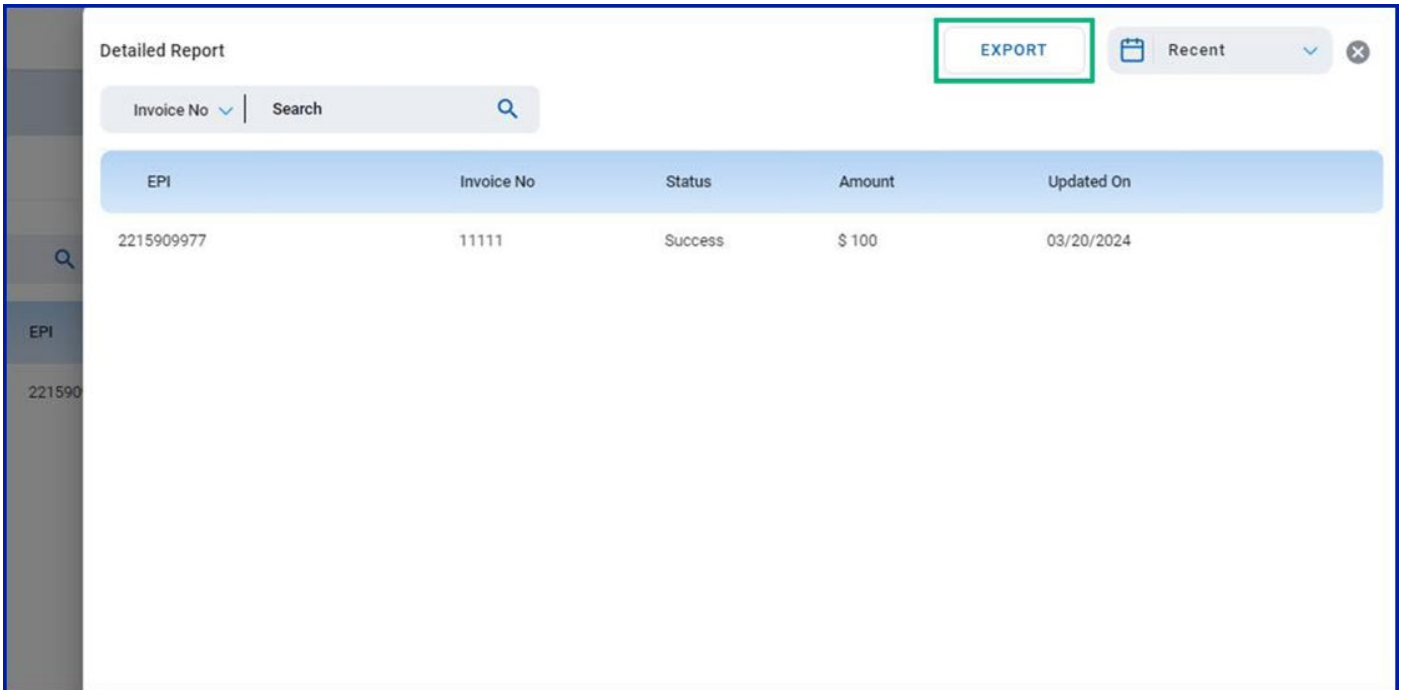 Detailed Report
EXPORT
Recent
Invoice No
Search
EPI Invoice No Status Amount Updated On
2215909977 11111 Success $ 100 03/20/2024
EPI
221590